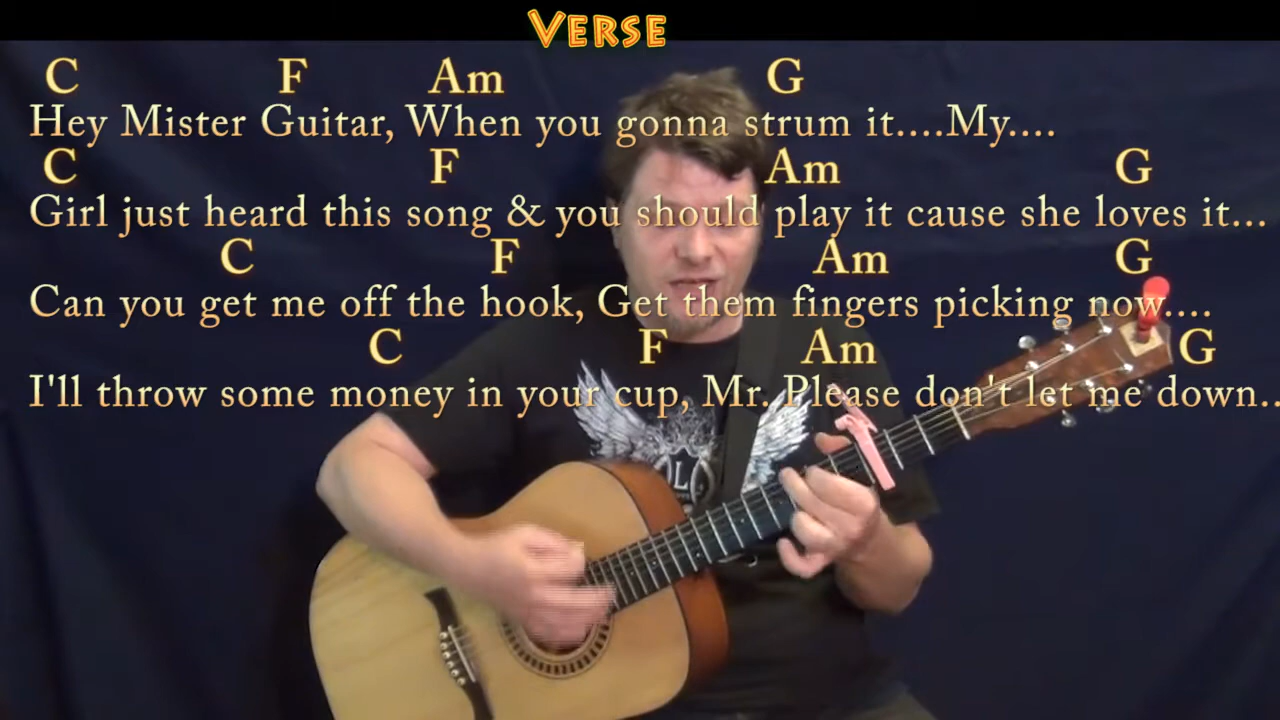 VERSE
C F Am G
Hey Mister Guitar, When you gonna strum it....My....
C F Am G
Girl just heard this song & you should play it cause she loves it...
C F Am G
Can you get me off the hook, Get them fingers picking now....
C F Am G
I'll throw some money in your cup, Mr. Please don't let me down..
L